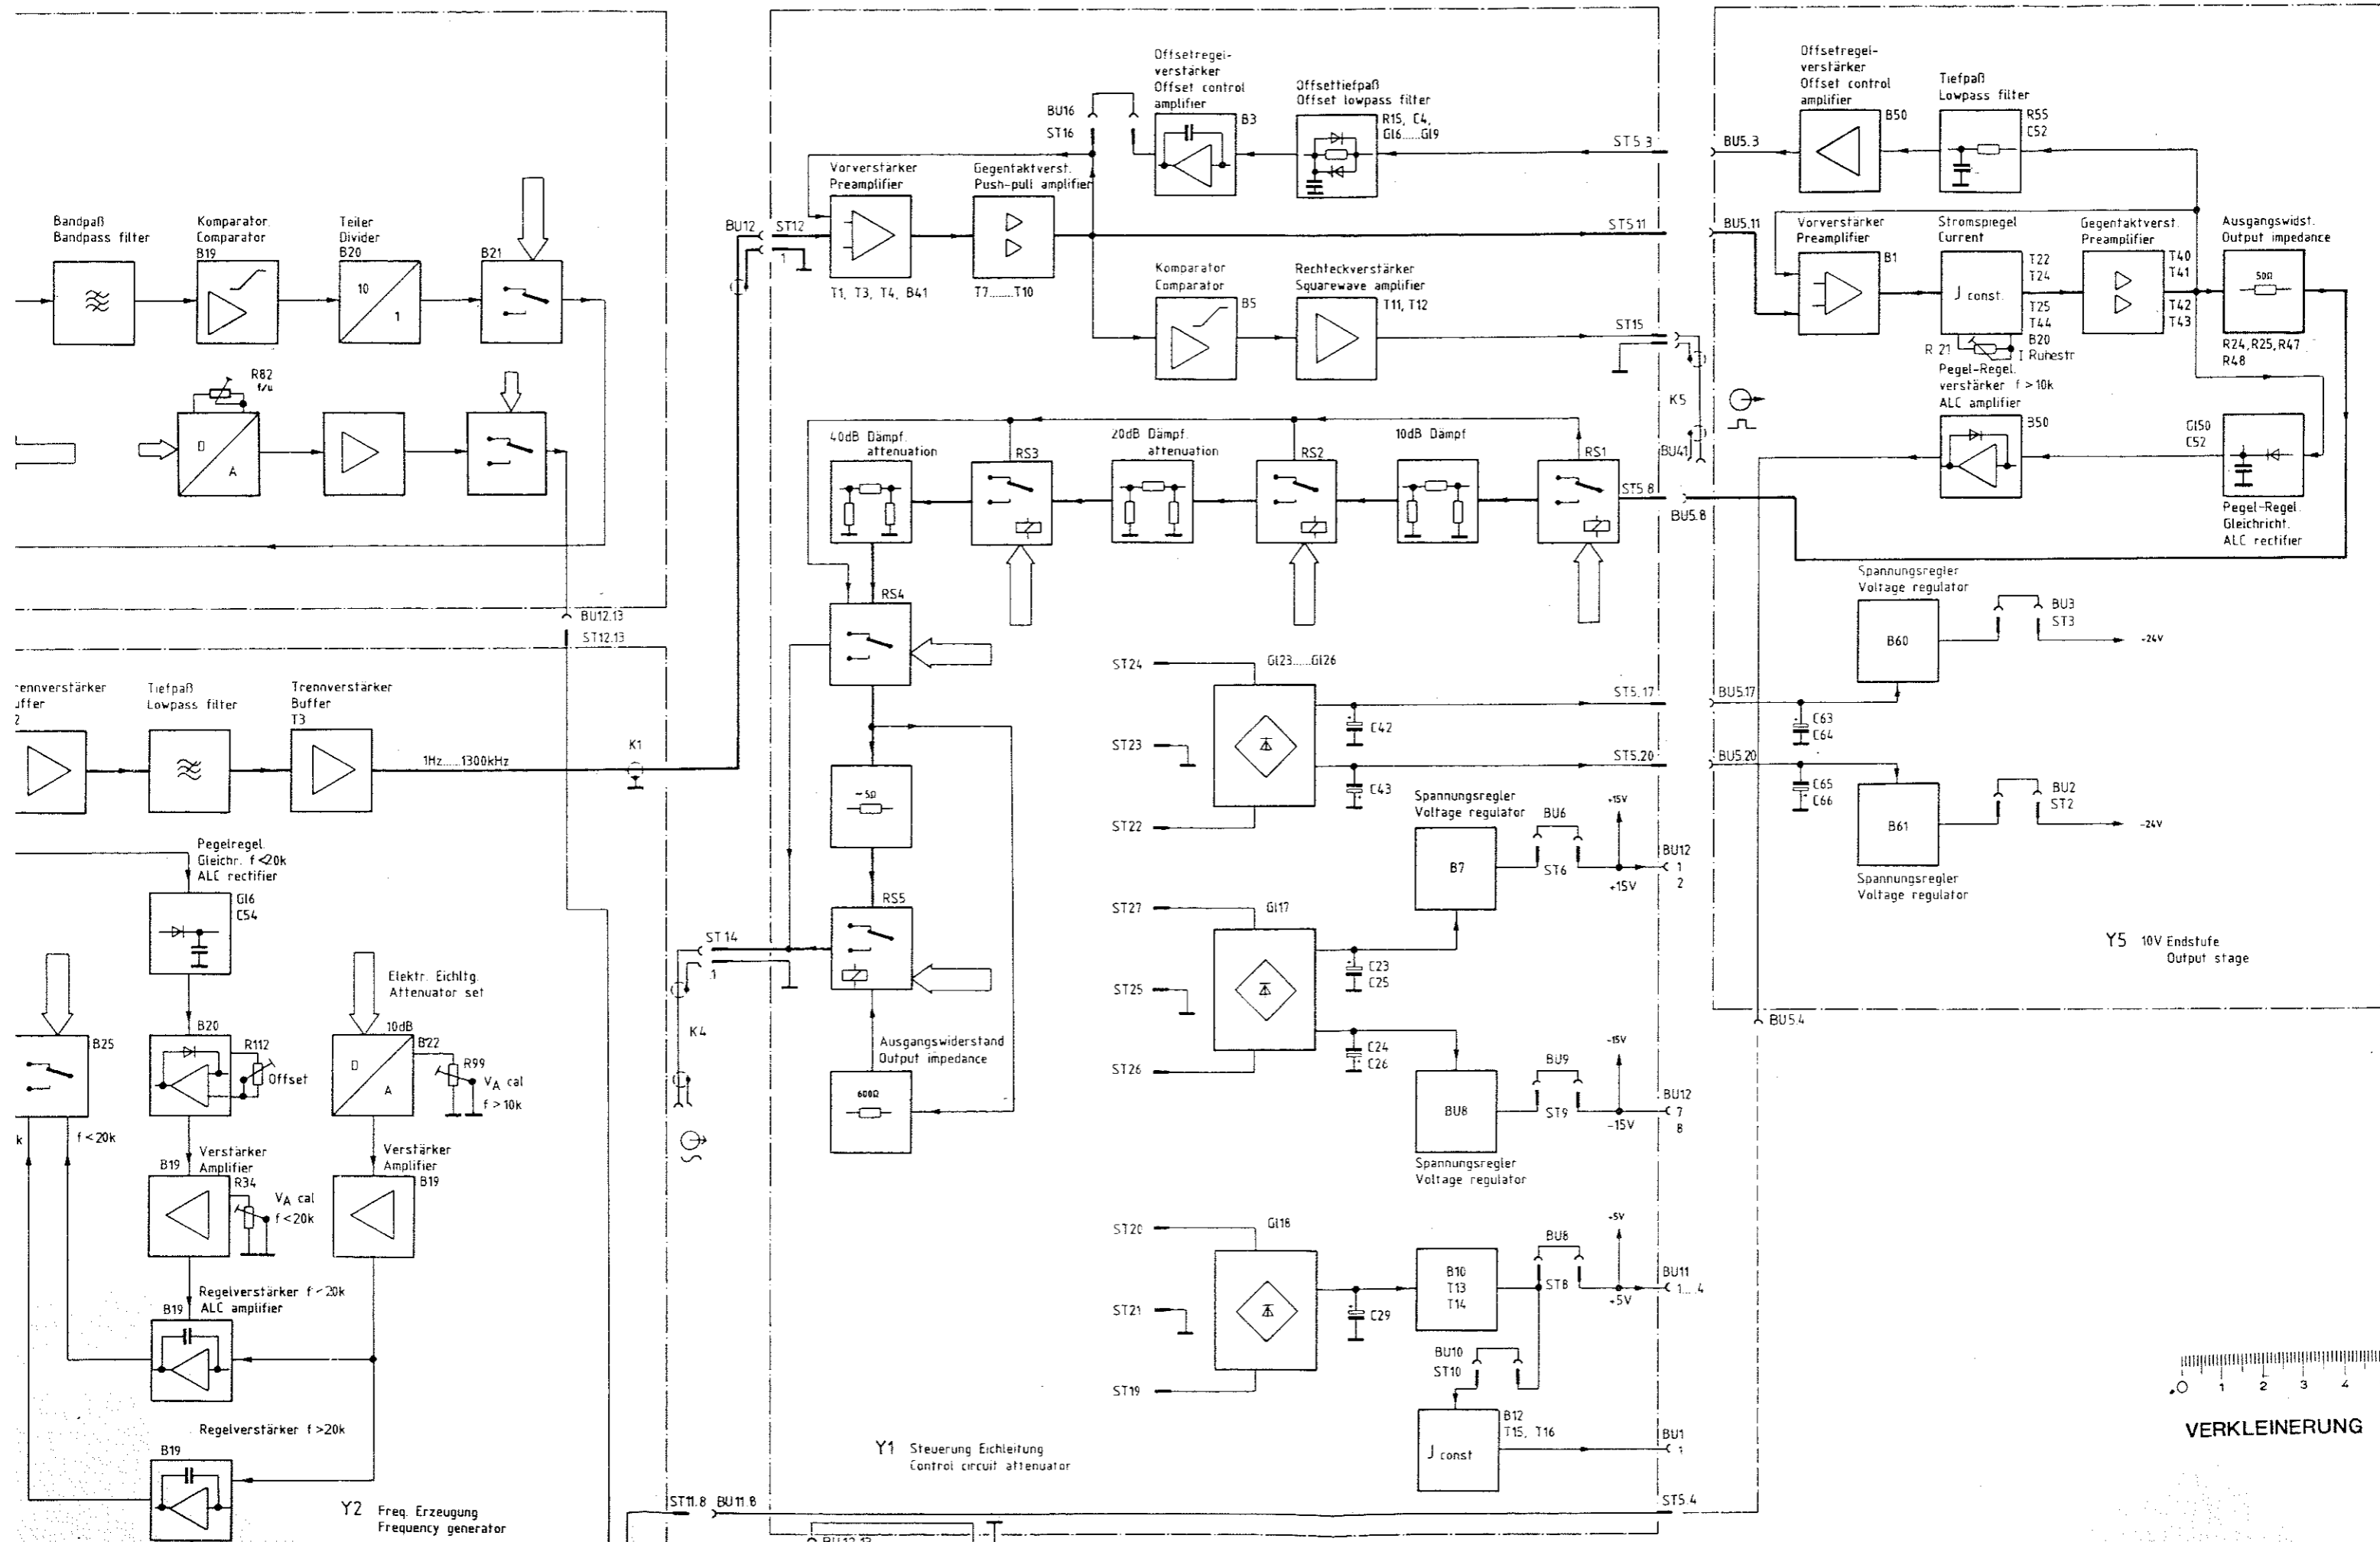 Bandpaß
Bandpass filter
Komparator.
Comparator
B19
Teiler
Divider
B20
10
1
B21
R82
f/u
D
A
BU12.13
ST12.13
rennverstärker
uffer
2
Tiefpaß
Lowpass filter
Trennverstärker
Buffer
T3
1Hz......1300kHz
K1
Pegelregel.
Gleichr. f<20k
ALC rectifier
Gl6
C54
Elektr. Eichltg.
Attenuator set
B25
B20
R112
Offset
10dB
B22
D
A
R99
VA cal
f>10k
k
f<20k
Verstärker
B19 Amplifier
R34
VA cal
f<20k
Verstärker
Amplifier
B19
Regelverstärker f<20k
B19 ALC amplifier
Regelverstärker f>20k
B19
Y2 Freq. Erzeugung
Frequency generator
Offsetregel-
verstärker
Offset control
amplifier
B3
Offsettiefpaß
Offset lowpass filter
R15, C4,
Gl6......Gl9
BU16
ST16
ST5.3
Vorverstärker
Preamplifier
T1, T3, T4, B41
Gegentaktverst.
Push-pull amplifier
T7......T10
BU12
ST12
1
ST5.11
Komparator
Comparator
B5
Rechteckverstärker
Squarewave amplifier
T11, T12
ST15
K5
BU41
40dB Dämpf.
attenuation
RS3
20dB Dämpf.
attenuation
RS2
10dB Dämpf
RS1
ST5.8
BU5.8
RS4
~5Ω
RS5
ST14
.1
K4
Ausgangswiderstand
Output impedance
600Ω
ST24
Gl23......Gl26
ST23
ST22
C42
C43
ST5.17
ST5.20
Spannungsregler
Voltage regulator
B7
BU6
ST6
+15V
+15V
BU12
1
2
ST27
Gl17
ST25
ST26
C23
C25
C24
C26
BU8
BU9
ST9
-15V
-15V
BU12
7
8
Spannungsregler
Voltage regulator
ST20
Gl18
ST21
ST19
C29
B10
T13
T14
BU8
ST8
+5V
+5V
BU11
1....4
BU10
ST10
J const
B12
T15, T16
BU1
1
Y1 Steuerung Eichleitung
Control circuit attenuator
ST11.8
BU11.8
ST5.4
BU12.13
Offsetregel-
verstärker
Offset control
amplifier
B50
Tiefpaß
Lowpass filter
R55
C52
BU5.3
BU5.11
Vorverstärker
Preamplifier
B1
Stromspiegel
Current
J const.
T22
T24
T25
T44
B20
R 21
I Ruhestr
Gegentaktverst.
Preamplifier
T40
T41
T42
T43
Ausgangswidst.
Output impedance
50Ω
R24, R25, R47
R48
Pegel-Regel.
verstärker f>10k
ALC amplifier
B50
Gl50
C52
Pegel-Regel.
Gleichricht.
ALC rectifier
Spannungsregler
Voltage regulator
B60
BU3
ST3
-24V
BU5.17
C63
C64
BU5.20
C65
C66
B61
BU2
ST2
-24V
Spannungsregler
Voltage regulator
Y5 10V Endstufe
Output stage
BU5.4
0 1 2 3 4
VERKLEINERUNG